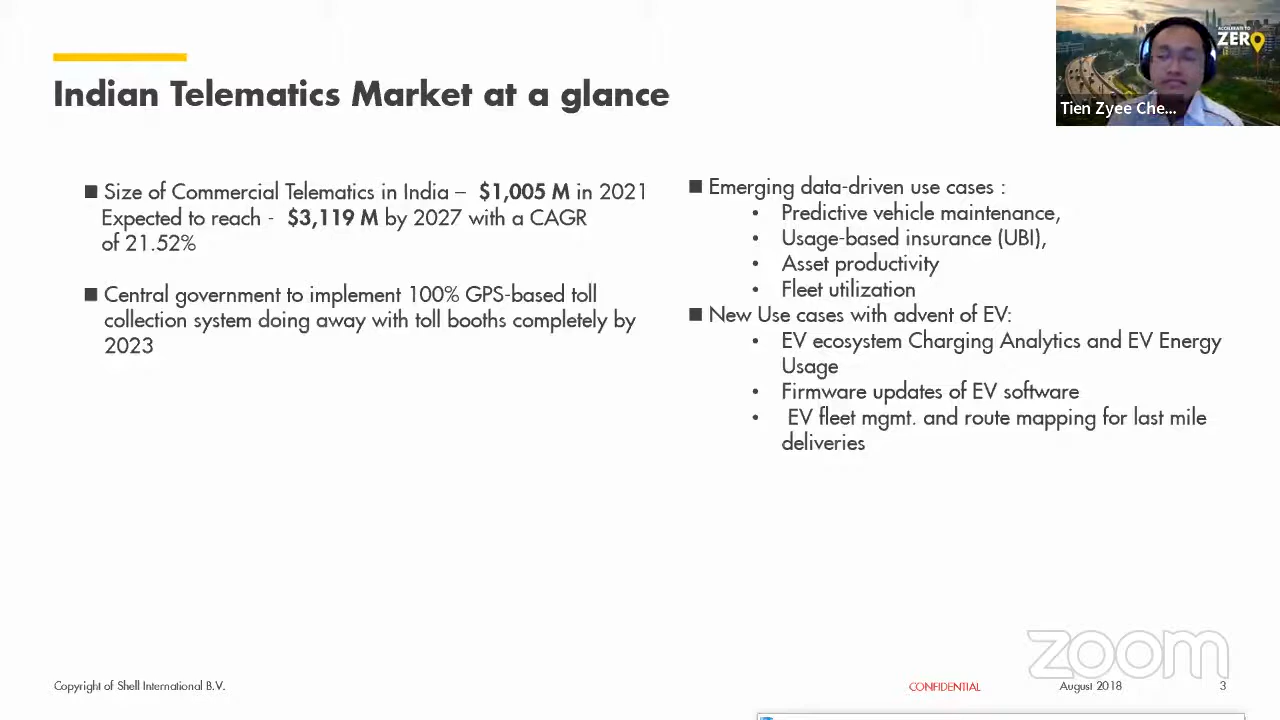 Indian Telematics Market at a glance
ACCELERATE TO
ZERO
Tien Zyee Che...
■ Size of Commercial Telematics in India – $1,005 M in 2021
Expected to reach - $3,119 M by 2027 with a CAGR
of 21.52%
■ Central government to implement 100% GPS-based toll
collection system doing away with toll booths completely by
2023
■ Emerging data-driven use cases :
• Predictive vehicle maintenance,
• Usage-based insurance (UBI),
• Asset productivity
• Fleet utilization
■ New Use cases with advent of EV:
• EV ecosystem Charging Analytics and EV Energy
Usage
• Firmware updates of EV software
• EV fleet mgmt. and route mapping for last mile
deliveries
zoom
Copyright of Shell International B.V.
CONFIDENTIAL
August 2018
3